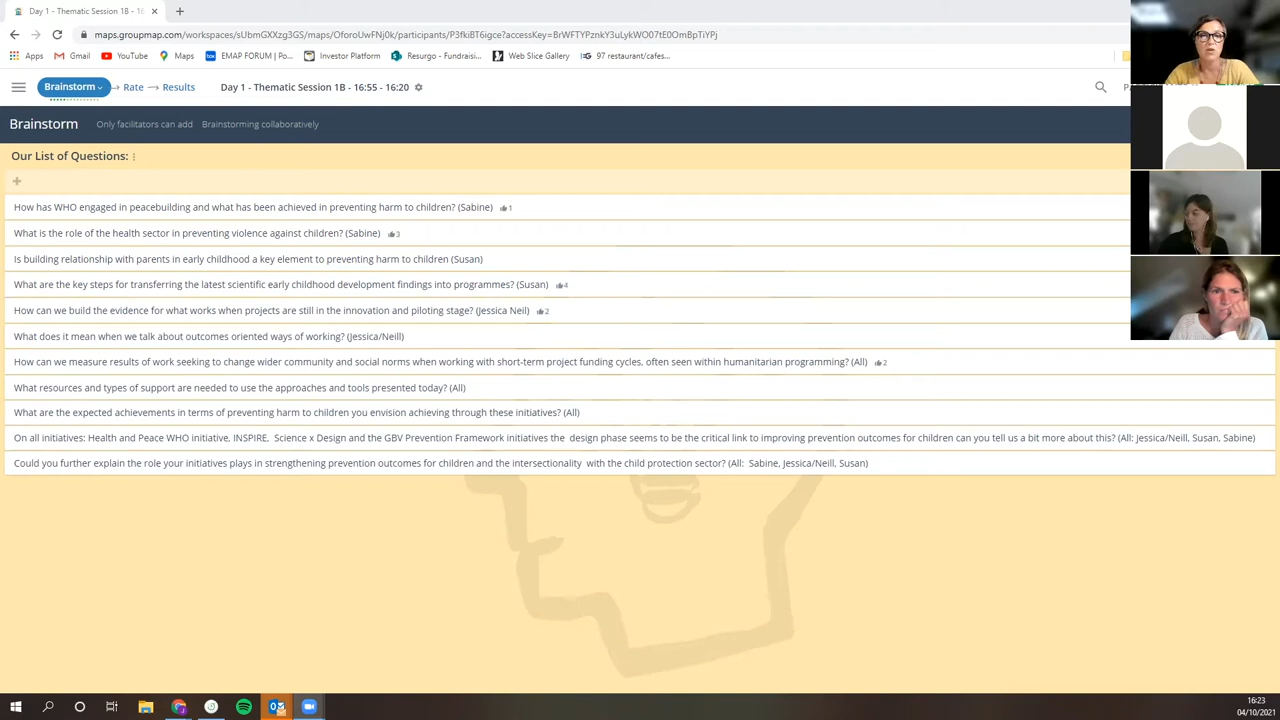 Day 1 - Thematic Session 1B - 16
maps.groupmap.com/workspaces/sUbmGXXzg3GS/maps/OforoUwFNj0k/participants/P3fkoBT6igce?accessKey=BrWFTYPznkY3uLykWO07tE0OmBpTiYPj
Apps Gmail YouTube Maps EMAP FORUM | Po... Investor Platform Resurgo - Fundraisi... Web Slice Gallery 97 restaurant/cafes...
Brainstorm Rate Results Day 1 - Thematic Session 1B - 16:55 - 16:20
Brainstorm Only facilitators can add Brainstorming collaboratively
Our List of Questions:
How has WHO engaged in peacebuilding and what has been achieved in preventing harm to children? (Sabine) 1
What is the role of the health sector in preventing violence against children? (Sabine) 3
Is building relationship with parents in early childhood a key element to preventing harm to children (Susan)
What are the key steps for transferring the latest scientific early childhood development findings into programmes? (Susan) 4
How can we build the evidence for what works when projects are still in the innovation and piloting stage? (Jessica Neil) 2
What does it mean when we talk about outcomes oriented ways of working? (Jessica/Neill)
How can we measure results of work seeking to change wider community and social norms when working with short-term project funding cycles, often seen within humanitarian programming? (All) 2
What resources and types of support are needed to use the approaches and tools presented today? (All)
What are the expected achievements in terms of preventing harm to children you envision achieving through these initiatives? (All)
On all initiatives: Health and Peace WHO initiative, INSPIRE, Science x Design and the GBV Prevention Framework initiatives the design phase seems to be the critical link to improving prevention outcomes for children can you tell us a bit more about this? (All: Jessica/Neill, Susan, Sabine)
Could you further explain the role your initiatives plays in strengthening prevention outcomes for children and the intersectionality with the child protection sector? (All: Sabine, Jessica/Neill, Susan)
16:23
04/10/2021